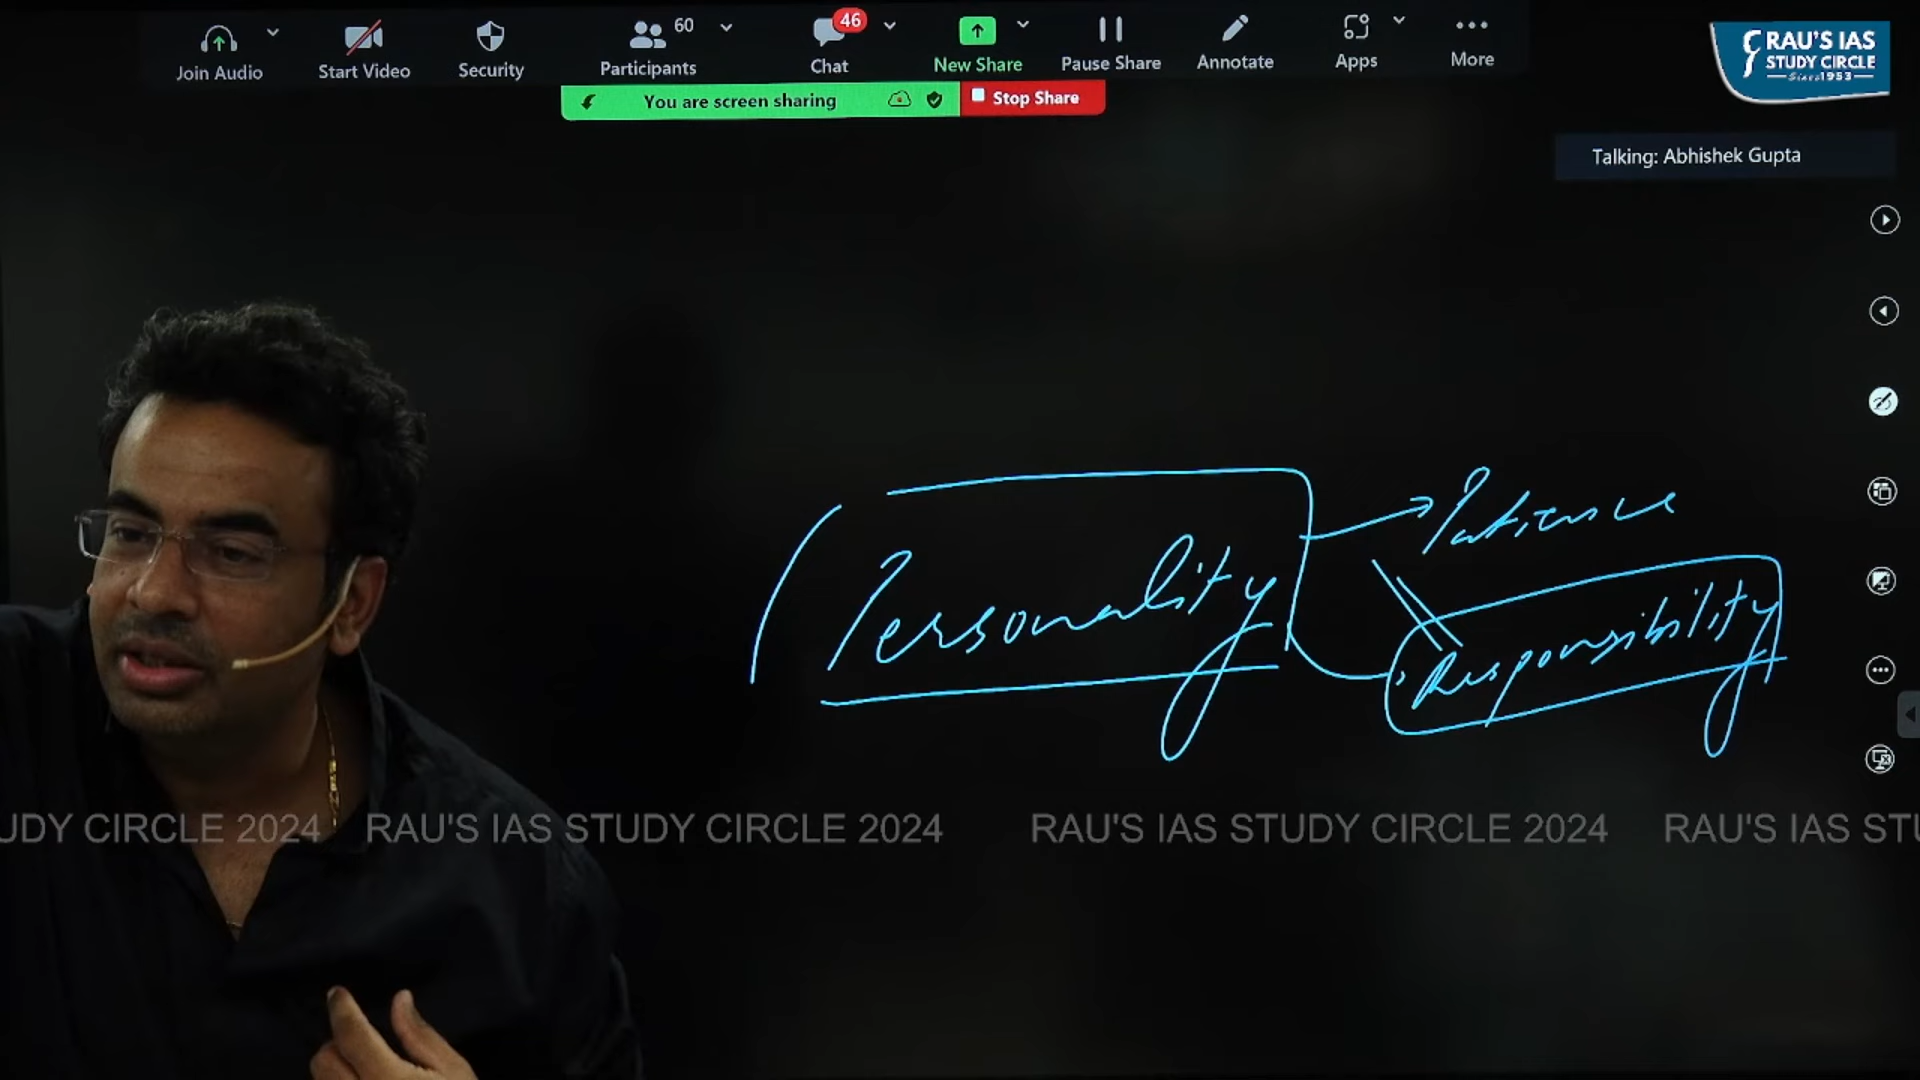 60
46
Join Audio
Start Video
Security
Participants
Chat
New Share
Pause Share
Annotate
Apps
More
You are screen sharing
Stop Share
RAU'S IAS
STUDY CIRCLE
Since 1953
Talking: Abhishek Gupta
Patience
Personality
Responsibility
UDY CIRCLE 2024 RAU'S IAS STUDY CIRCLE 2024 RAU'S IAS STUDY CIRCLE 2024 RAU'S IAS STU